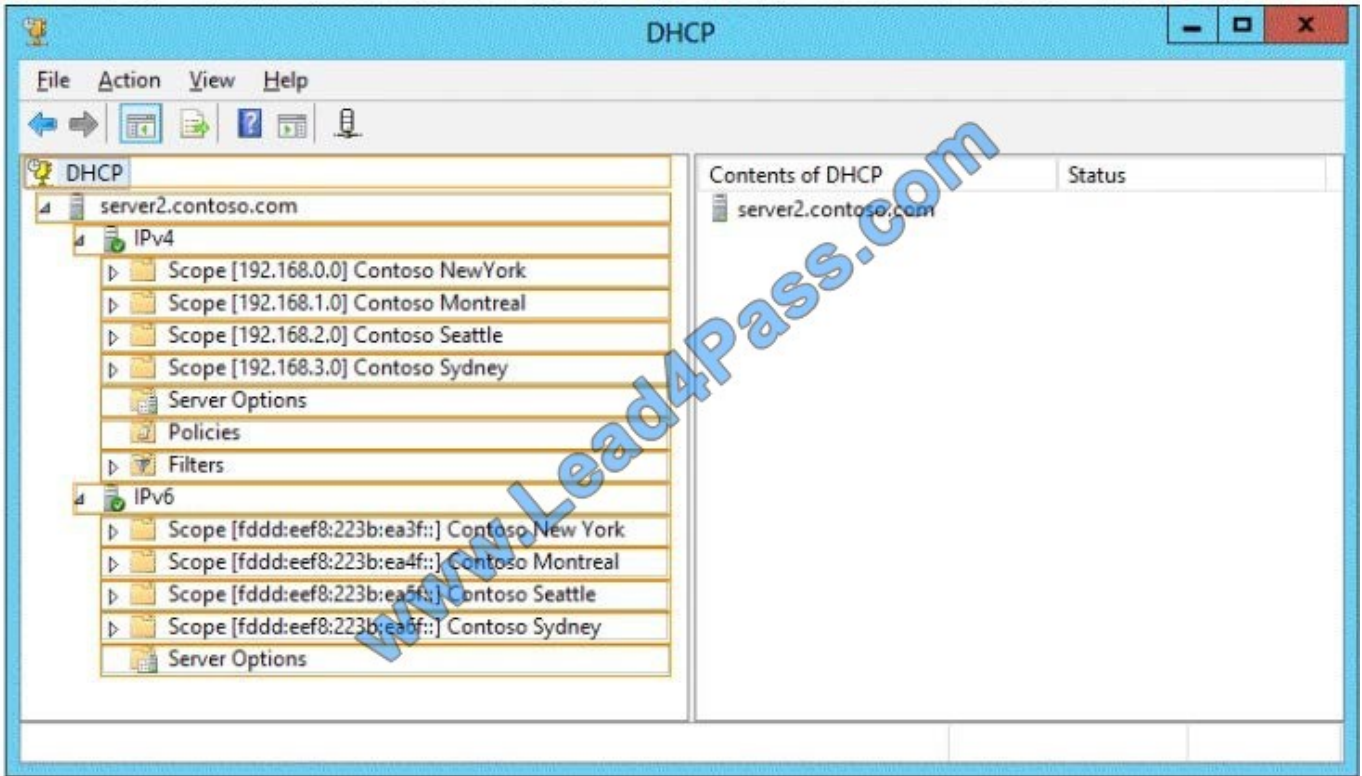 DHCP
File Action View Help
DHCP
server2.contoso.com
IPv4
Scope [192.168.0.0] Contoso NewYork
Scope [192.168.1.0] Contoso Montreal
Scope [192.168.2.0] Contoso Seattle
Scope [192.168.3.0] Contoso Sydney
Server Options
Policies
Filters
IPv6
Scope [fddd:eef8:223b:ea3f::] Contoso New York
Scope [fddd:eef8:223b:ea4f::] Contoso Montreal
Scope [fddd:eef8:223b:ea5f::] Contoso Seattle
Scope [fddd:eef8:223b:ea6f::] Contoso Sydney
Server Options
Contents of DHCP Status
server2.contoso.com
www.Lead4Pass.com